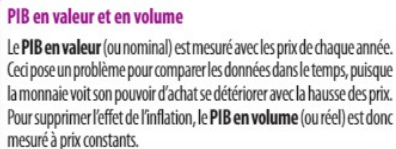 PIB en valeur et en volume
Le PIB en valeur (ou nominal) est mesuré avec les prix de chaque année.
Ceci pose un problème pour comparer les données dans le temps, puisque
la monnaie voit son pouvoir d'achat se détériorer avec la hausse des prix.
Pour supprimer l'effet de l'inflation, le PIB en volume (ou réel) est donc
mesuré à prix constants.